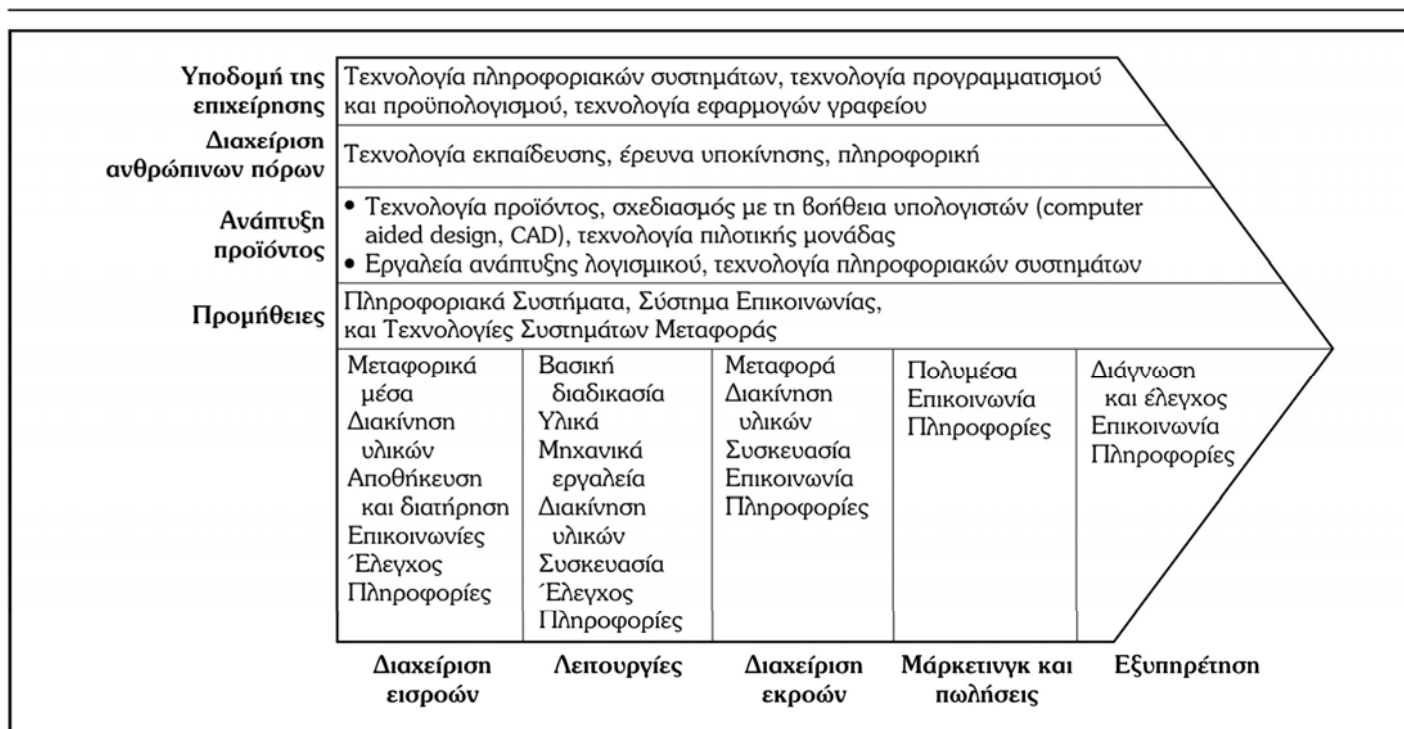 Υποδομή της
επιχείρησης
Τεχνολογία πληροφοριακών συστημάτων, τεχνολογία προγραμματισμού
και προϋπολογισμού, τεχνολογία εφαρμογών γραφείου
Διαχείριση
ανθρώπινων πόρων
Τεχνολογία εκπαίδευσης, έρευνα υποκίνησης, πληροφορική
Ανάπτυξη
προϊόντος
• Τεχνολογία προϊόντος, σχεδιασμός με τη βοήθεια υπολογιστών (computer
aided design, CAD), τεχνολογία πιλοτικής μονάδας
• Εργαλεία ανάπτυξης λογισμικού, τεχνολογία πληροφοριακών συστημάτων
Προμήθειες
Πληροφοριακά Συστήματα, Σύστημα Επικοινωνίας,
και Τεχνολογίες Συστημάτων Μεταφοράς
Μεταφορικά
μέσα
Διακίνηση
υλικών
Αποθήκευση
και διατήρηση
Επικοινωνίες
Έλεγχος
Πληροφορίες
Βασική
διαδικασία
Υλικά
Μηχανικά
εργαλεία
Διακίνηση
υλικών
Συσκευασία
Έλεγχος
Πληροφορίες
Μεταφορά
Διακίνηση
υλικών
Συσκευασία
Επικοινωνία
Πληροφορίες
Πολυμέσα
Επικοινωνία
Πληροφορίες
Διάγνωση
και έλεγχος
Επικοινωνία
Πληροφορίες
Διαχείριση
εισροών
Λειτουργίες
Διαχείριση
εκροών
Μάρκετινγκ και
πωλήσεις
Εξυπηρέτηση